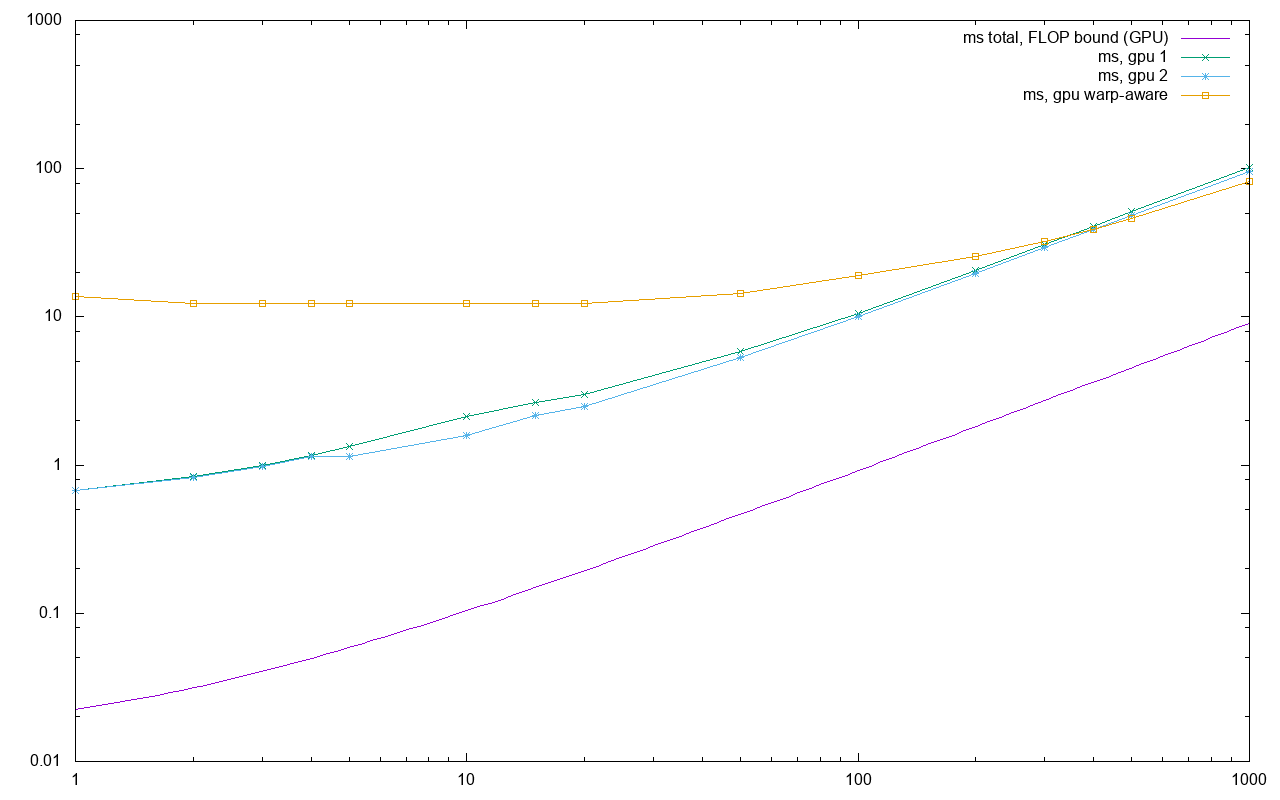 1000
100
10
1
0.1
0.01
1
10
100
1000
ms total, FLOP bound (GPU)
ms, gpu 1
ms, gpu 2
ms, gpu warp-aware